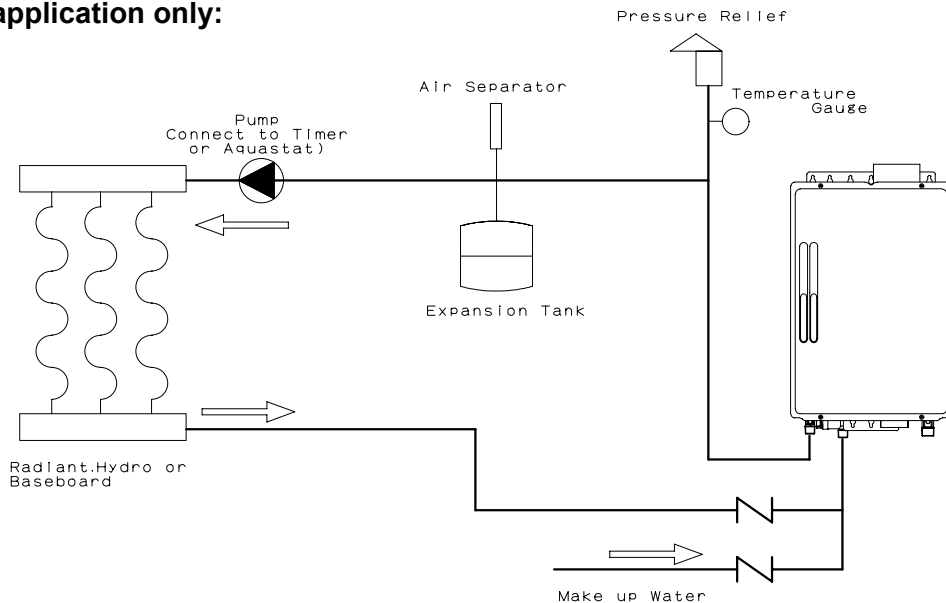 application only:
Pressure Relief
Air Separator
Temperature
Gauge
Pump
Connect to Timer
or Aquastat)
Expansion Tank
Radiant.Hydro or
Baseboard
Make up Water